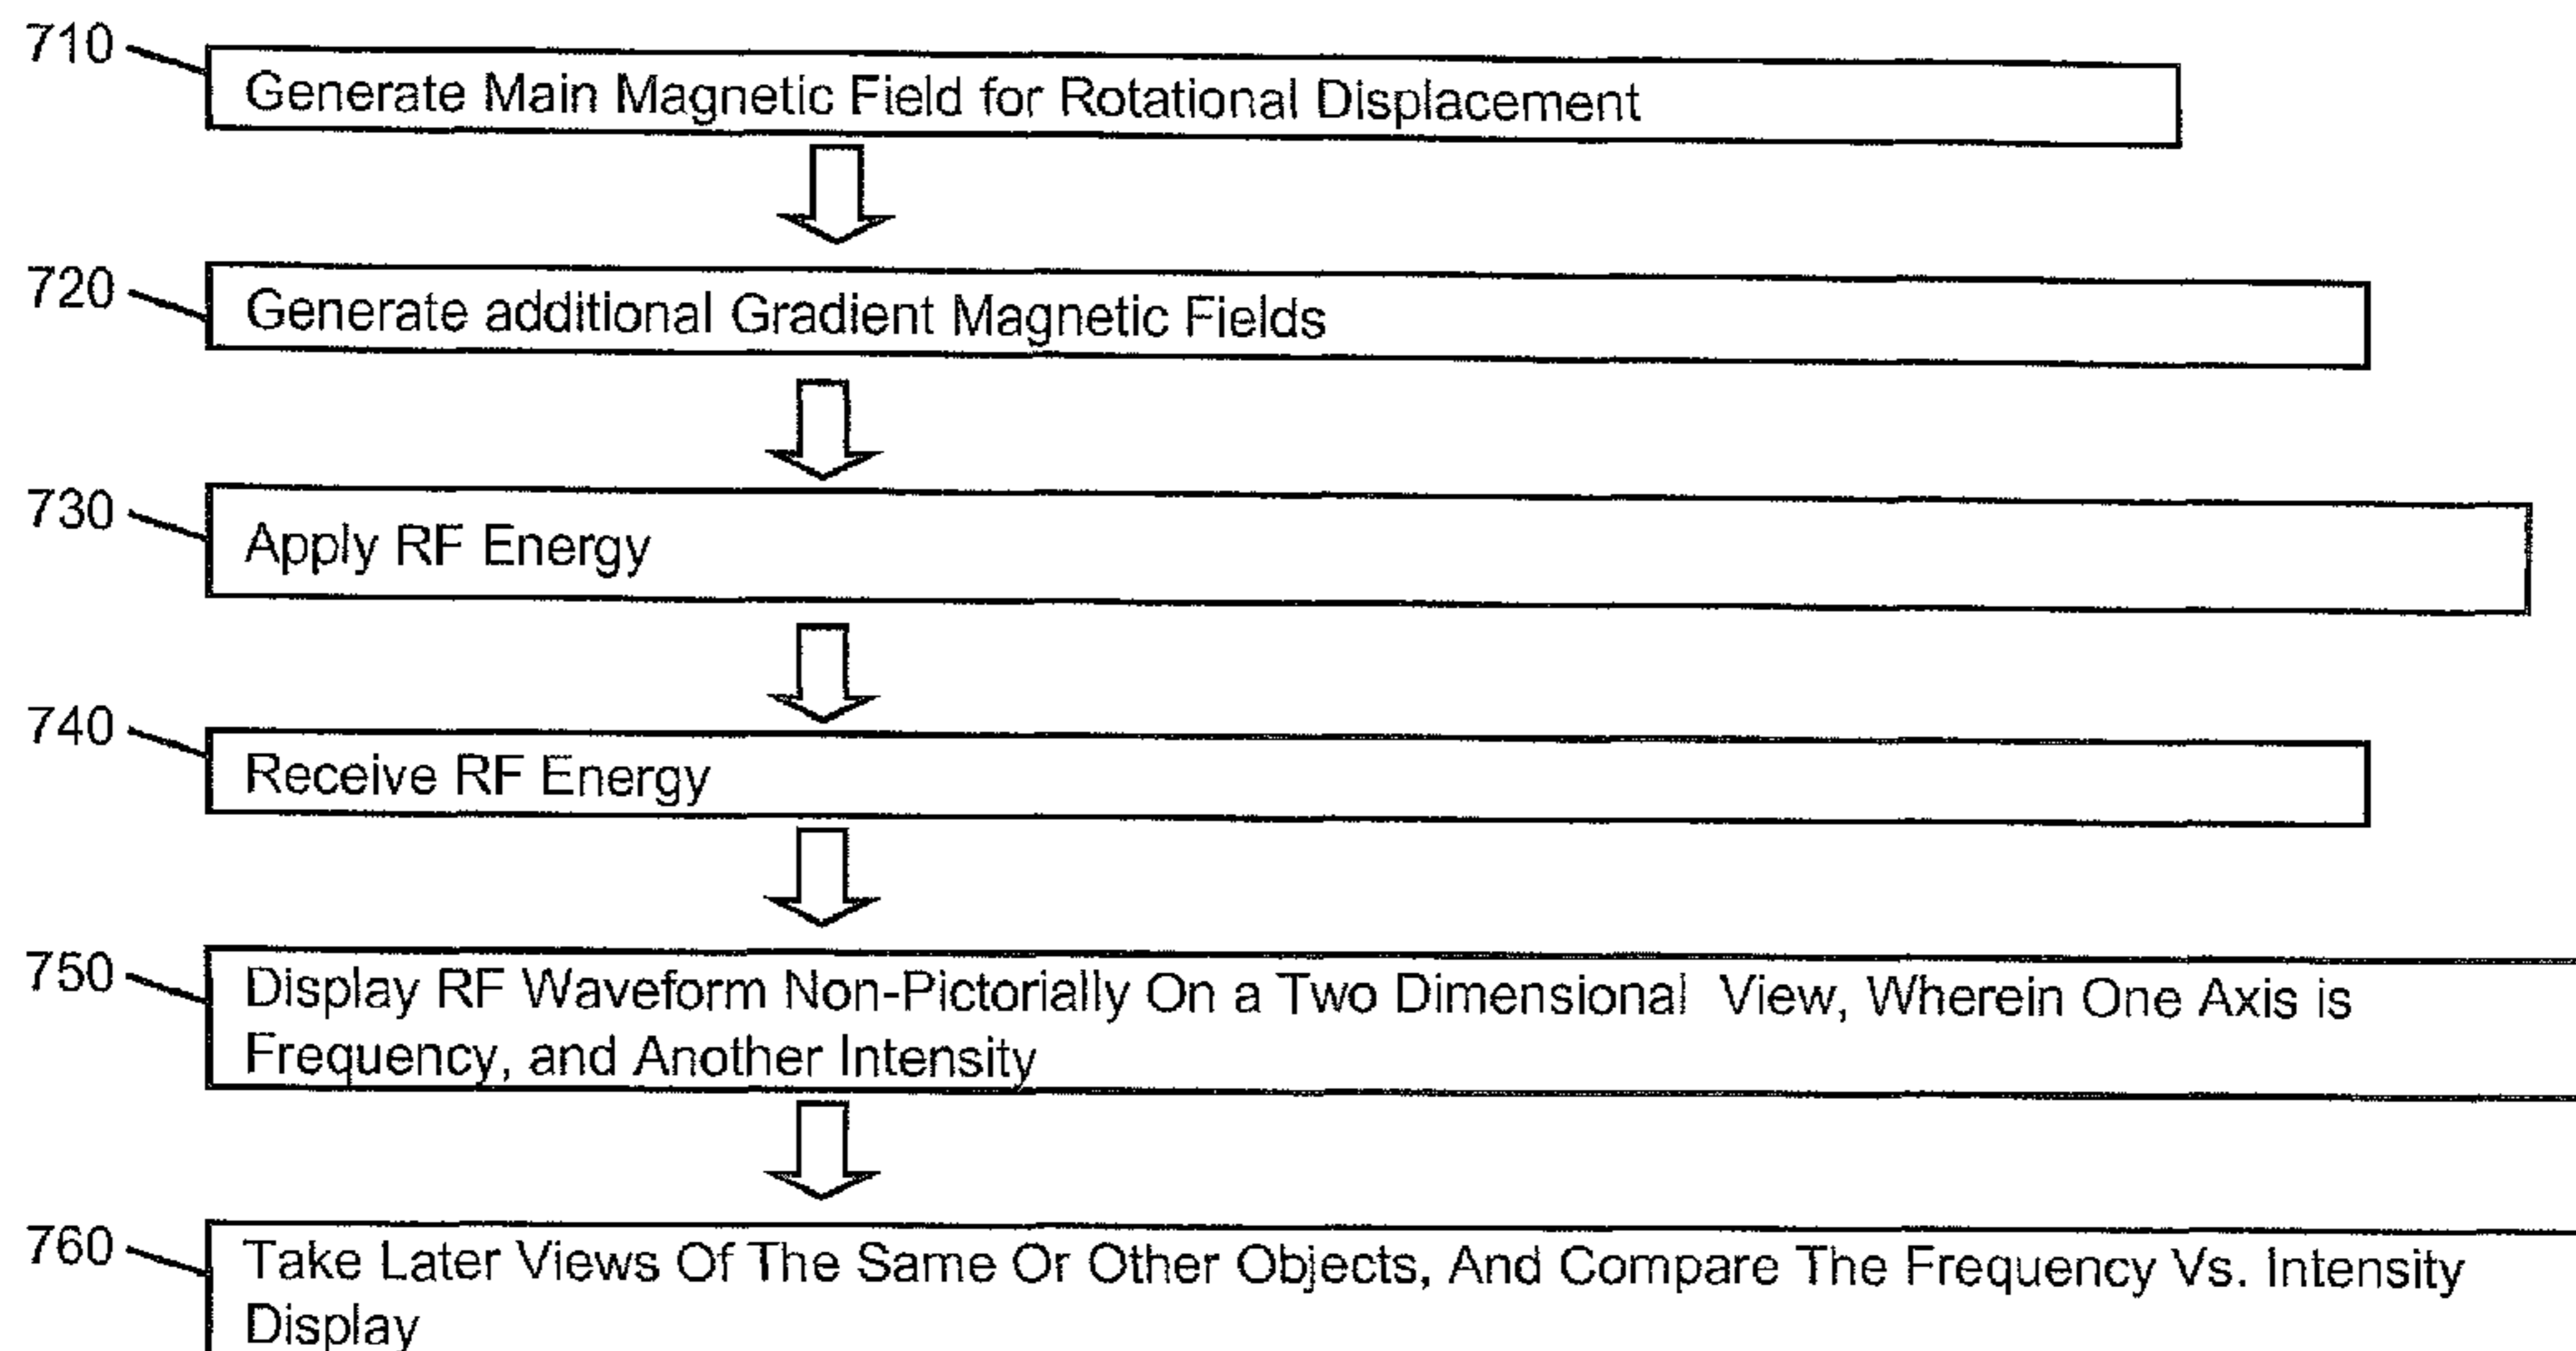 710
Generate Main Magnetic Field for Rotational Displacement
720
Generate additional Gradient Magnetic Fields
730
Apply RF Energy
740
Receive RF Energy
750
Display RF Waveform Non-Pictorially On a Two Dimensional View, Wherein One Axis is
Frequency, and Another Intensity
760
Take Later Views Of The Same Or Other Objects, And Compare The Frequency Vs. Intensity
Display